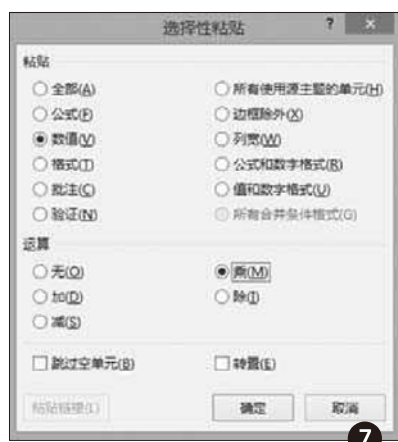 选择性粘贴
?
x
粘贴
全部(A)
所有使用源主题的单元(H)
公式(F)
边框除外(X)
数值(V)
列宽(W)
格式(T)
公式和数字格式(R)
批注(C)
值和数字格式(U)
验证(N)
所有合并条件格式(G)
运算
无(O)
乘(M)
加(D)
除(I)
减(S)
跳过空单元(B)
转置(E)
粘贴链接(L)
确定
取消
7